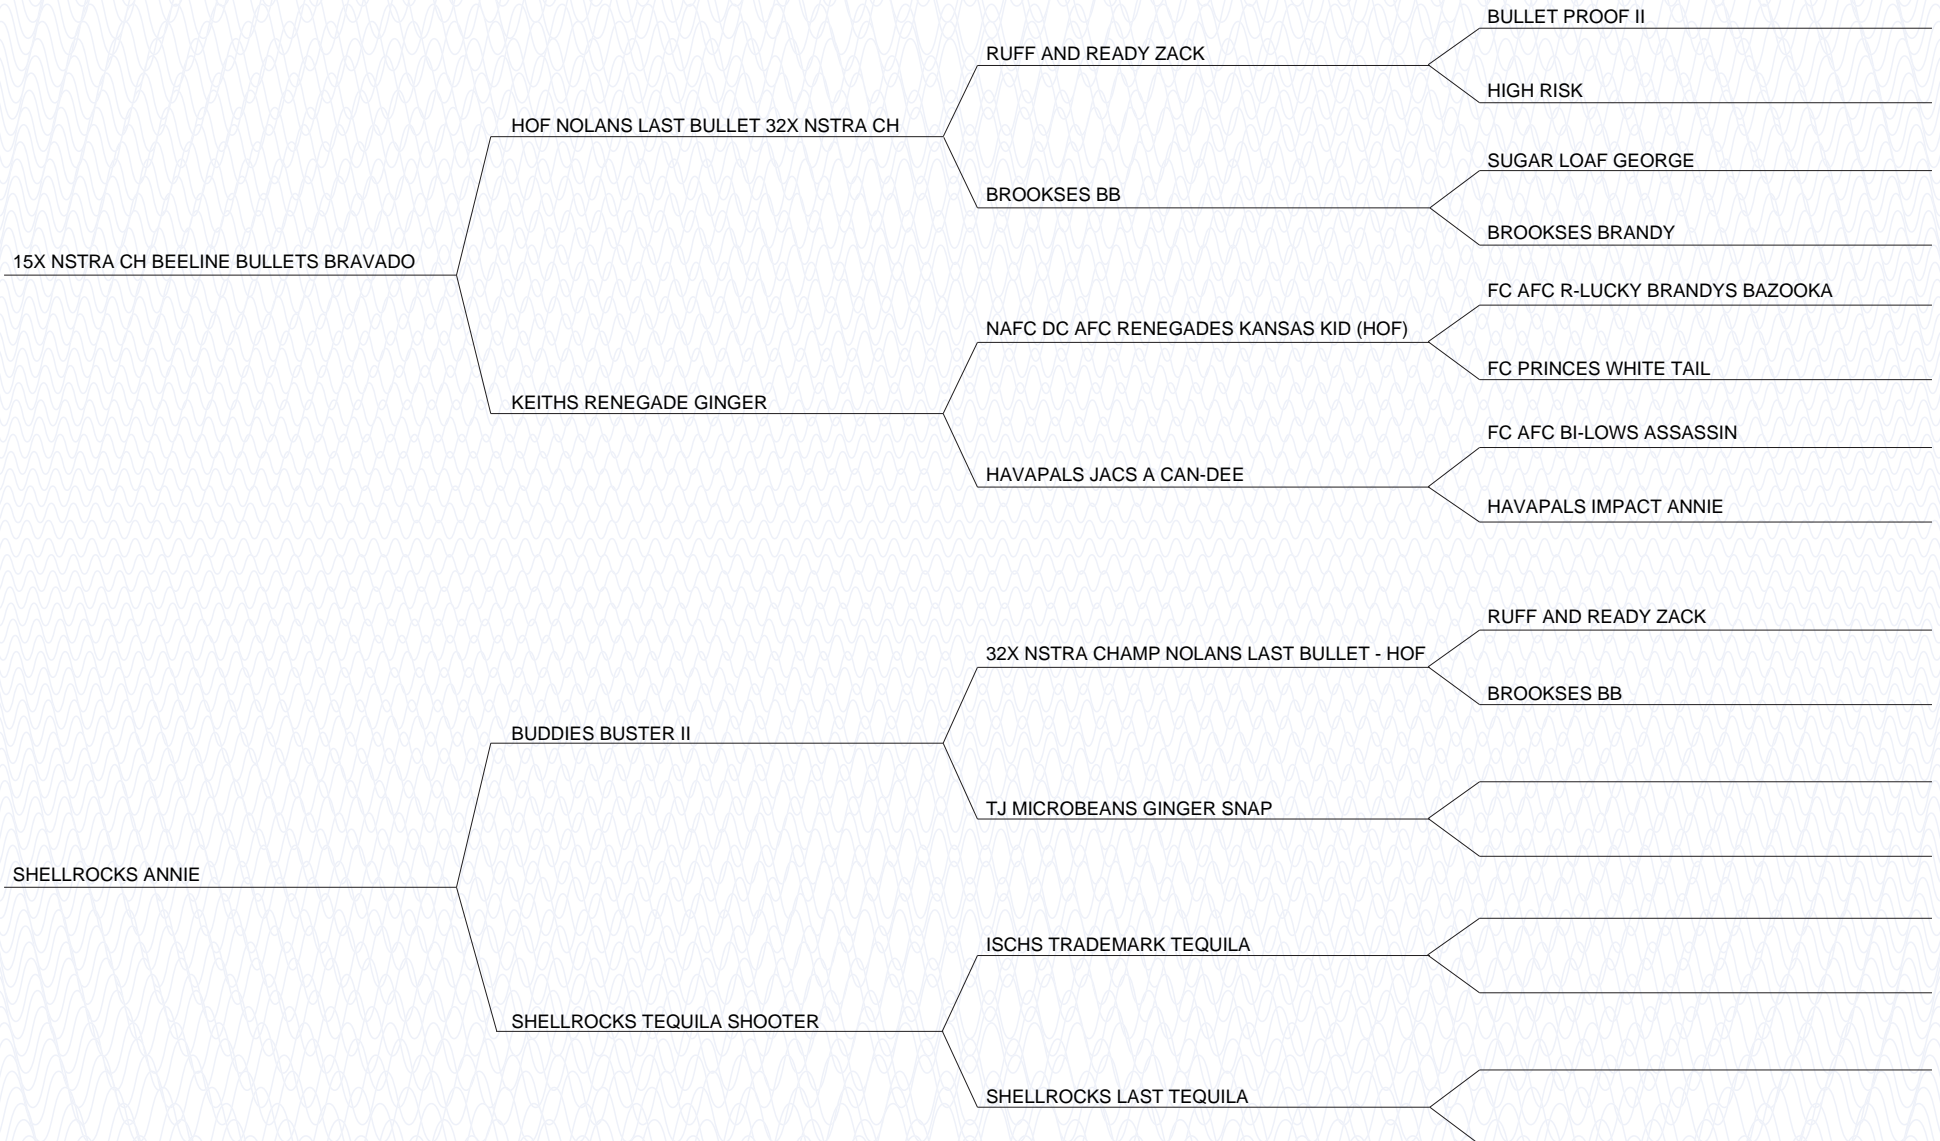 BULLET PROOF II
RUFF AND READY ZACK
HIGH RISK
HOF NOLANS LAST BULLET 32X NSTRA CH
SUGAR LOAF GEORGE
BROOKSES BB
BROOKSES BRANDY
15X NSTRA CH BEELINE BULLETS BRAVADO
FC AFC R-LUCKY BRANDYS BAZOOKA
NAFC DC AFC RENEGADES KANSAS KID (HOF)
FC PRINCES WHITE TAIL
KEITHS RENEGADE GINGER
FC AFC BI-LOWS ASSASSIN
HAVAPALS JACS A CAN-DEE
HAVAPALS IMPACT ANNIE
RUFF AND READY ZACK
32X NSTRA CHAMP NOLANS LAST BULLET - HOF
BROOKSES BB
BUDDIES BUSTER II
TJ MICROBEANS GINGER SNAP
SHELLROCKS ANNIE
ISCHS TRADEMARK TEQUILA
SHELLROCKS TEQUILA SHOOTER
SHELLROCKS LAST TEQUILA